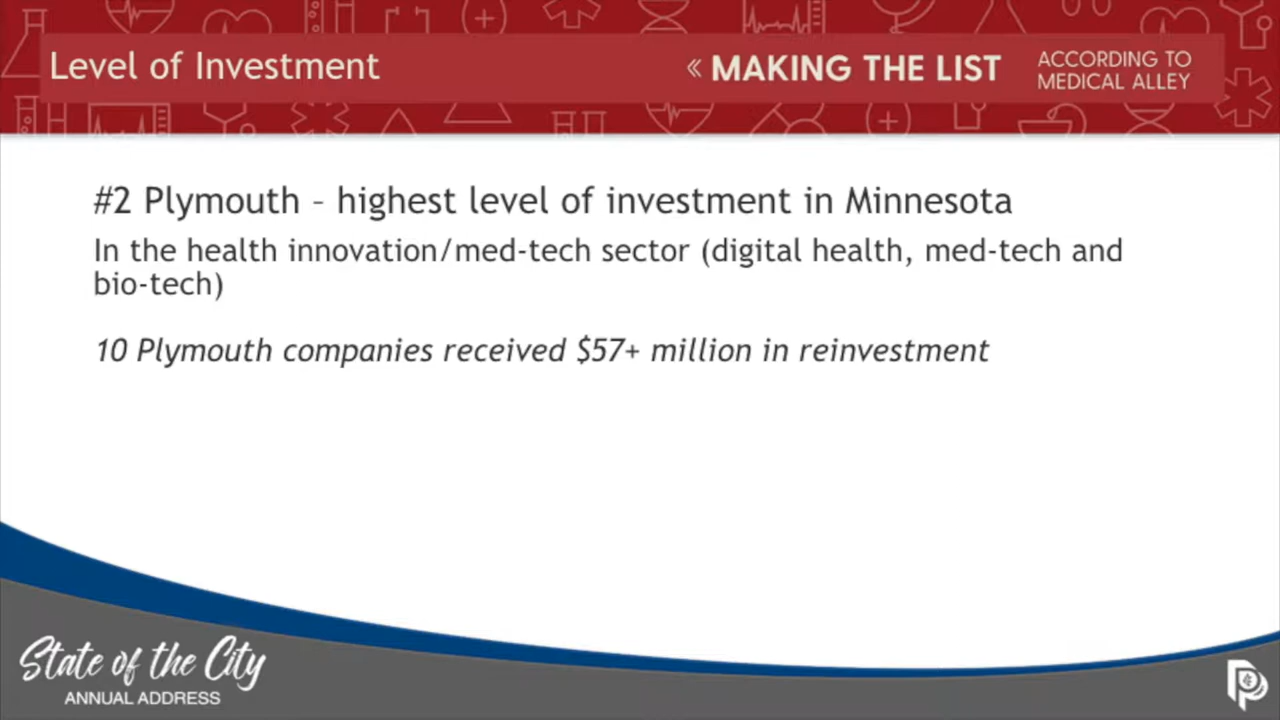 Level of Investment
« MAKING THE LIST
ACCORDING TO
MEDICAL ALLEY
#2 Plymouth – highest level of investment in Minnesota
In the health innovation/med-tech sector (digital health, med-tech and
bio-tech)
10 Plymouth companies received $57+ million in reinvestment
State of the City
ANNUAL ADDRESS